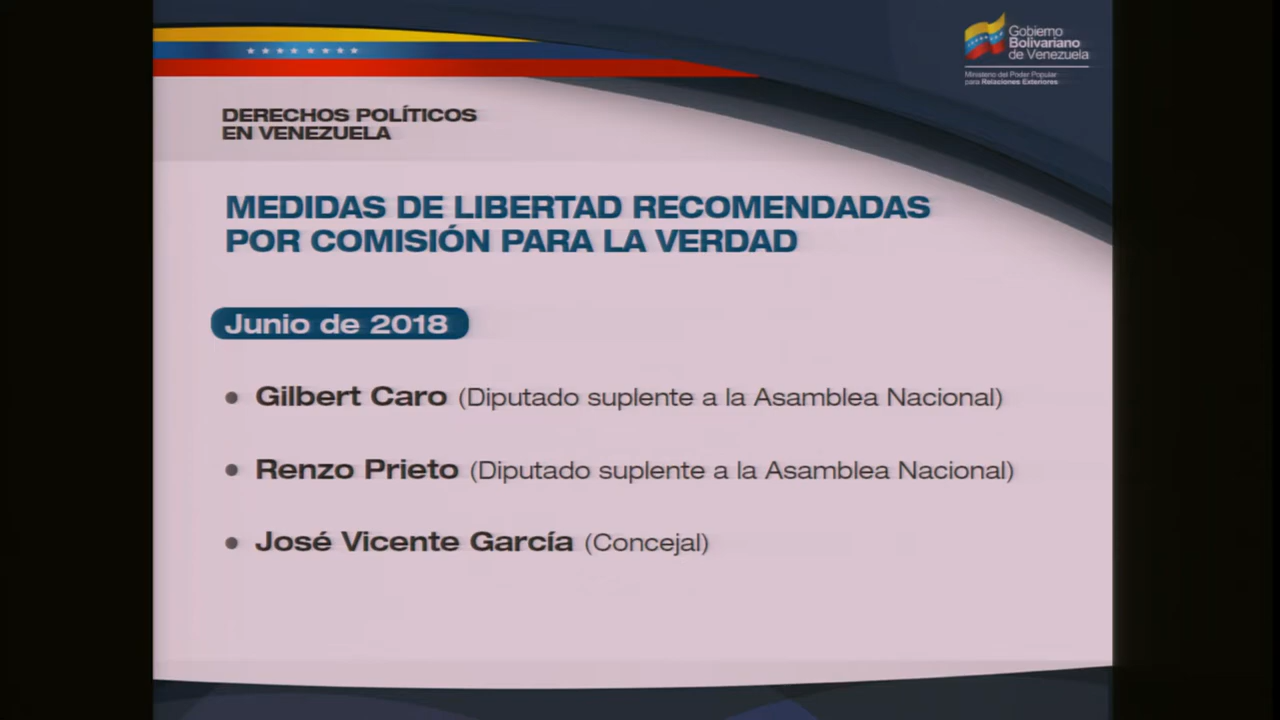 Gobierno
Bolivariano
de Venezuela
Ministerio del Poder Popular
para Relaciones Exteriores
DERECHOS POLÍTICOS
EN VENEZUELA
MEDIDAS DE LIBERTAD RECOMENDADAS
POR COMISIÓN PARA LA VERDAD
Junio de 2018
• Gilbert Caro (Diputado suplente a la Asamblea Nacional)
• Renzo Prieto (Diputado suplente a la Asamblea Nacional)
• José Vicente García (Concejal)